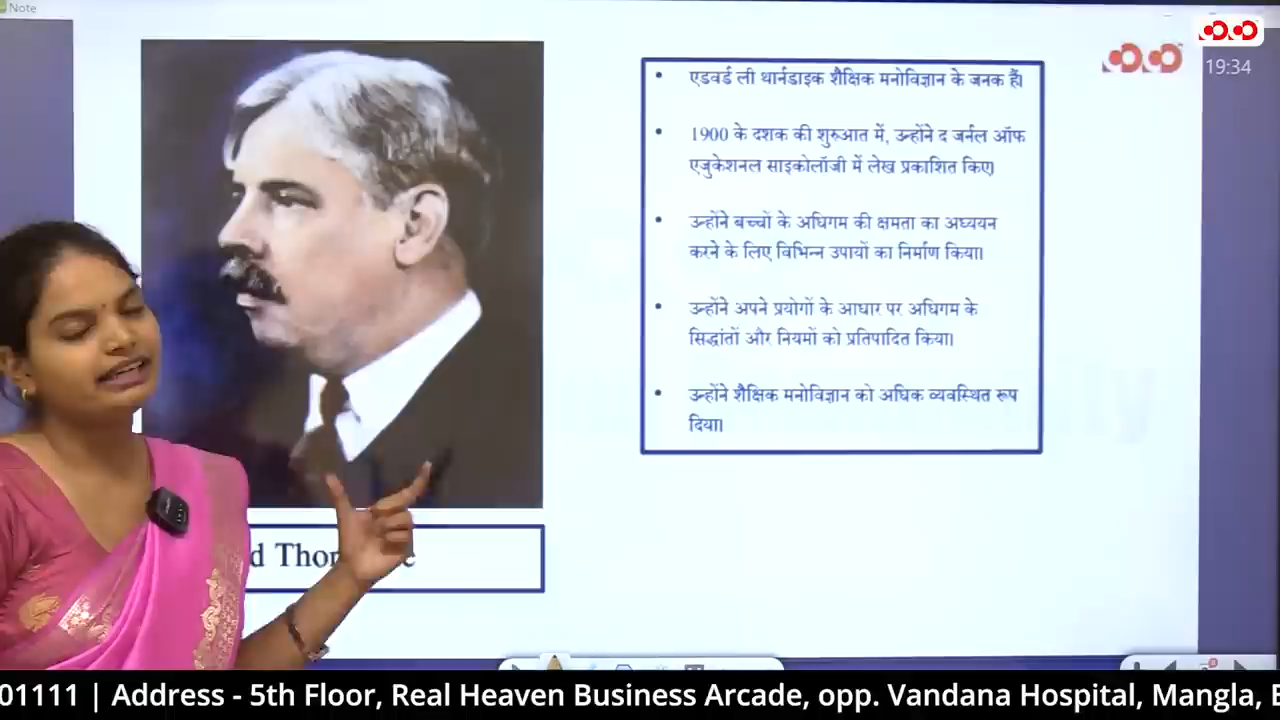 Note
19:34
एडवर्ड ली थार्नडाइक शैक्षिक मनोविज्ञान के जनक हैं।
1900 के दशक की शुरुआत में, उन्होंने द जर्नल ऑफ
एजुकेशनल साइकोलॉजी में लेख प्रकाशित किए।
उन्होंने बच्चों के अधिगम की क्षमता का अध्ययन
करने के लिए विभिन्न उपायों का निर्माण किया।
उन्होंने अपने प्रयोगों के आधार पर अधिगम के
सिद्धांतों और नियमों को प्रतिपादित किया।
उन्होंने शैक्षिक मनोविज्ञान को अधिक व्यवस्थित रूप
दिया।
01111 | Address - 5th Floor, Real Heaven Business Arcade, opp. Vandana Hospital, Mangla,